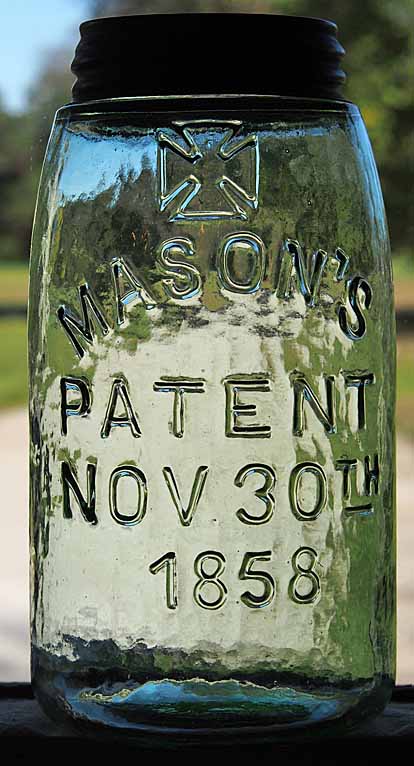 MASON'S
PATENT
NOV 30TH
1858